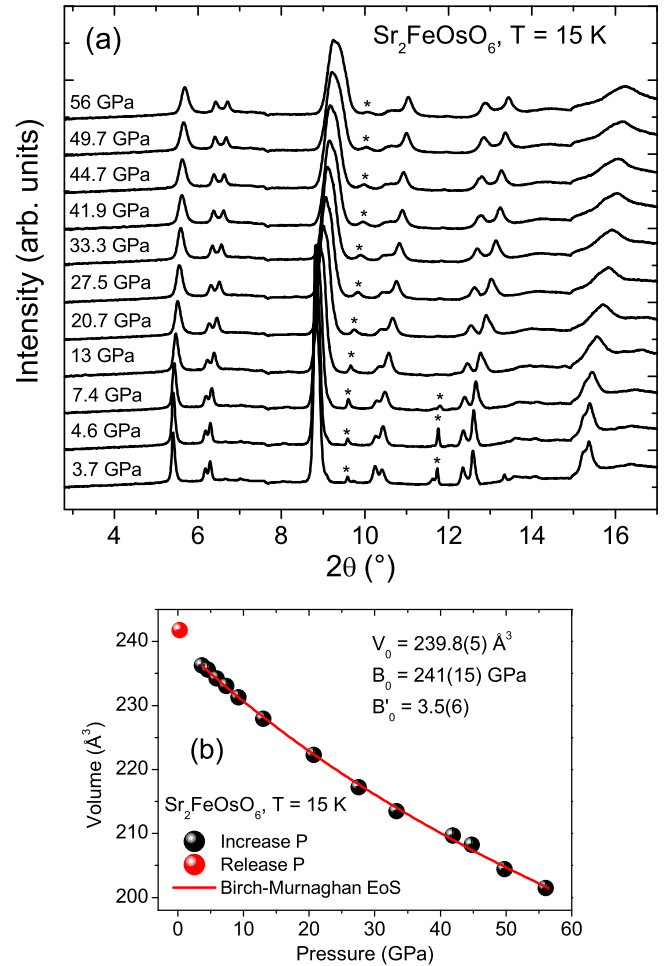 (a)
Sr₂FeOsO₆, T = 15 K
56 GPa
49.7 GPa
44.7 GPa
41.9 GPa
33.3 GPa
27.5 GPa
20.7 GPa
13 GPa
7.4 GPa
4.6 GPa
3.7 GPa
*
*
*
*
*
*
*
*
*
*
*
*
*
*
Intensity (arb. units)
4 6 8 10 12 14 16
2θ (°)
240
230
220
210
200
Volume (Å³)
V₀ = 239.8(5) Å³
B₀ = 241(15) GPa
B'₀ = 3.5(6)
(b)
Sr₂FeOsO₆, T = 15 K
Increase P
Release P
Birch-Murnaghan EoS
0 10 20 30 40 50 60
Pressure (GPa)